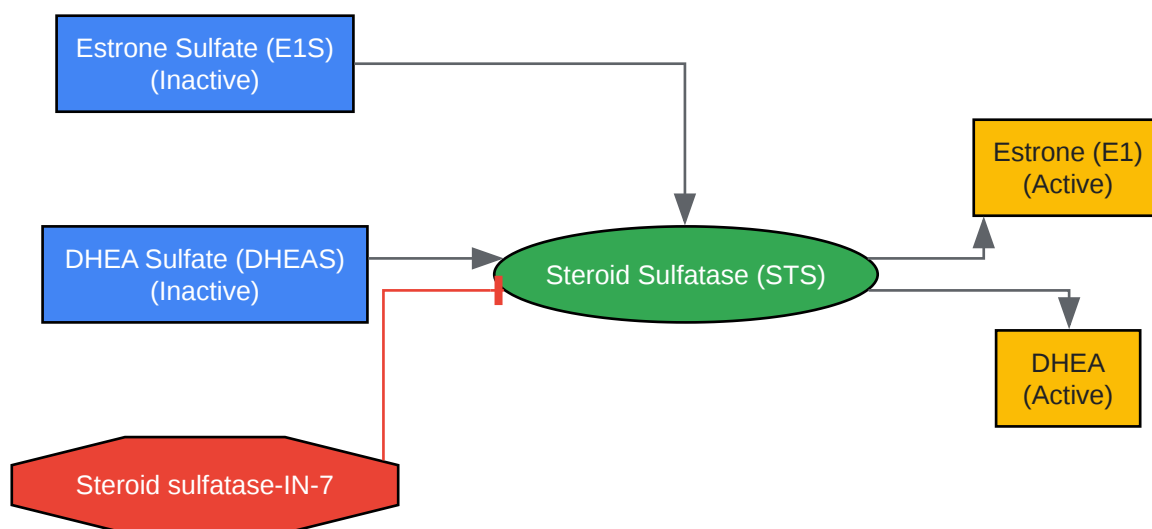 Estrone Sulfate (E1S)
(Inactive)
Estrone (E1)
(Active)
DHEA Sulfate (DHEAS)
(Inactive)
Steroid Sulfatase (STS)
DHEA
(Active)
Steroid sulfatase-IN-7